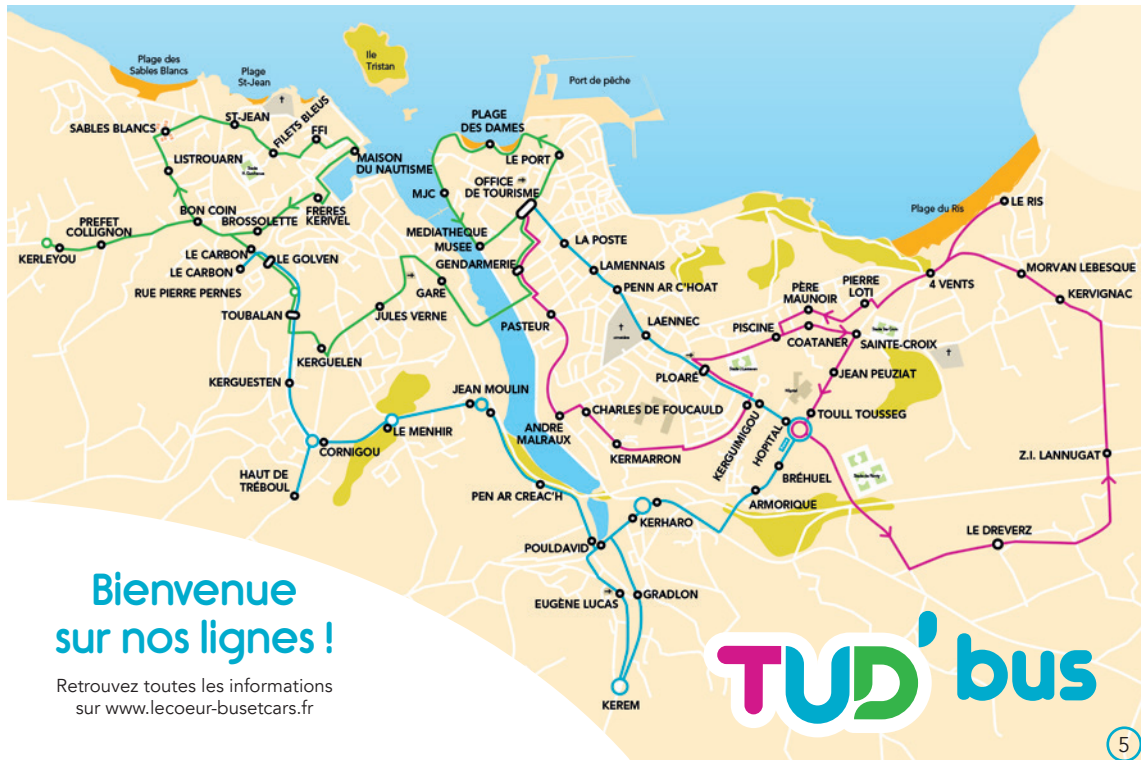 Plage des
Sables Blancs
Plage
St-Jean
Ile
Tristan
Port de pêche
PLAGE
DES DAMES
ST-JEAN
FILETS BLEUS
FFI
SABLES BLANCS
LISTROUARN
MAISON
DU NAUTISME
LE PORT
OFFICE
DE TOURISME
MJC
Plage du Ris
LE RIS
BON COIN
BROSSOLETTE
FRERES
KERIVEL
PREFET
COLLIGNON
KERLEYOU
MEDIATHEQUE
MUSEE
GENDARMERIE
LA POSTE
LAMENNAIS
PENN AR C'HOAT
LE CARBON
LE GOLVEN
LE CARBON
RUE PIERRE PERNES
TOUBALAN
GARE
JULES VERNE
KERGUELEN
PASTEUR
LAENNEC
PÈRE
MAUNOIR
PIERRE
LOTI
4 VENTS
MORVAN LEBESQUE
KERVIGNAC
PISCINE
COATANER
SAINTE-CROIX
PLOARÉ
JEAN PEUZIAT
KERGUESTEN
JEAN MOULIN
CHARLES DE FOUCAULD
ANDRE
MALRAUX
TOULL TOUSSEG
LE MENHIR
CORNIGOU
KERMARRON
KERGUIMIGOU
HOPITAL
Z.I. LANNUGAT
HAUT DE
TRÉBOUL
BRÉHUEL
PEN AR CREAC'H
ARMORIQUE
KERHARO
LE DREVERZ
POULDAVID
EUGÈNE LUCAS
GRADLON
KEREM
Bienvenue
sur nos lignes !
Retrouvez toutes les informations
sur www.lecoeur-busetcars.fr
TUD'bus
5